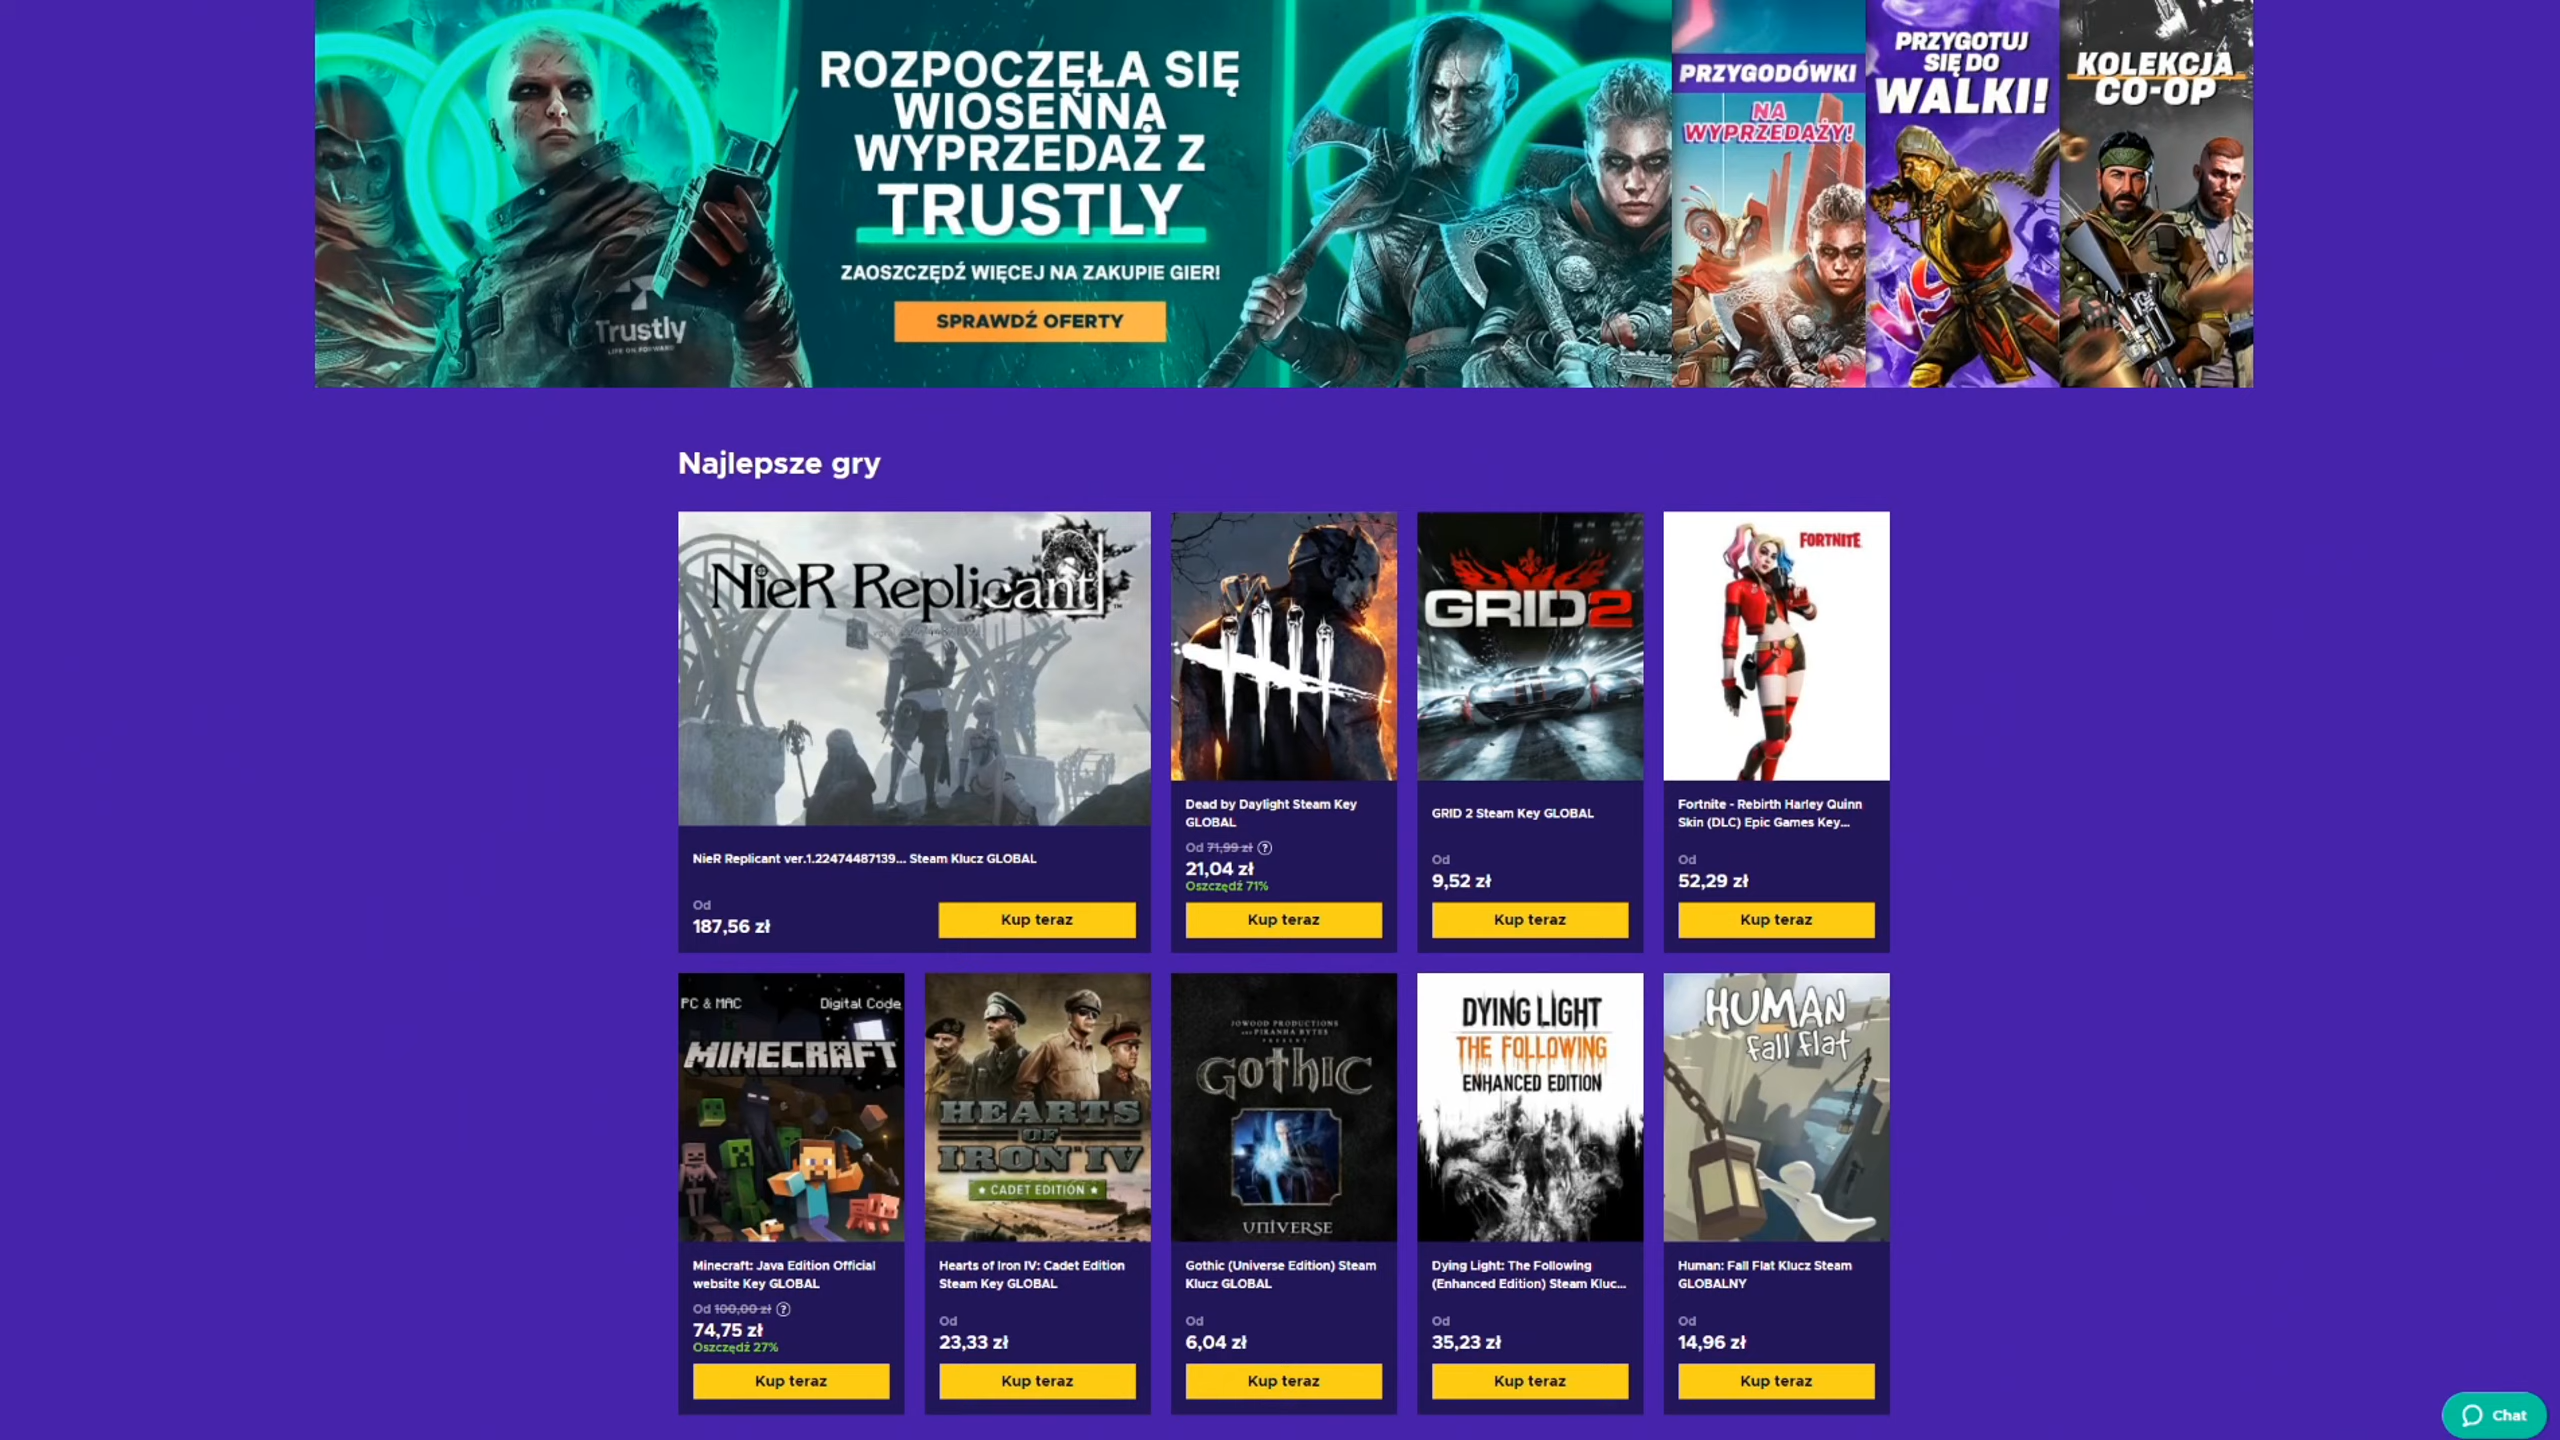 ROZPOCZĘŁA SIĘ
WIOSENNA
WYPRZEDAŻ Z
TRUSTLY
ZAOSZCZĘDŹ WIĘCEJ NA ZAKUPIE GIER!
SPRAWDŹ OFERTY
Trustly
LIFE ON FORWARD
PRZYGODÓWKI
NA
WYPRZEDAŻY!
PRZYGOTUJ
SIĘ DO
WALKI!
KOLEKCJA
CO-OP
Najlepsze gry
NieR Replicant
GRID 2
FORTNITE
NieR Replicant ver.1.22474487139... Steam Klucz GLOBAL
Od
187,56 zł
Kup teraz
Dead by Daylight Steam Key
GLOBAL
Od 71,99 zł ?
21,04 zł
Oszczędź 71%
Kup teraz
GRID 2 Steam Key GLOBAL
Od
9,52 zł
Kup teraz
Fortnite - Rebirth Harley Quinn
Skin (DLC) Epic Games Key...
Od
52,29 zł
Kup teraz
PC & MAC Digital Code
MINECRAFT
Minecraft: Java Edition Official
website Key GLOBAL
Od 100,00 zł ?
74,75 zł
Oszczędź 27%
Kup teraz
HEARTS
OF
IRON IV
CADET EDITION
Hearts of Iron IV: Cadet Edition
Steam Key GLOBAL
Od
23,33 zł
Kup teraz
JOWOOD PRODUCTIONS
AND PIRANHA BYTES
PRESENT
GOTHIC
UNIVERSE
Gothic (Universe Edition) Steam
Klucz GLOBAL
Od
6,04 zł
Kup teraz
DYING LIGHT
THE FOLLOWING
ENHANCED EDITION
Dying Light: The Following
(Enhanced Edition) Steam Kluc...
Od
35,23 zł
Kup teraz
HUMAN
fall flat
Human: Fall Flat Klucz Steam
GLOBALNY
Od
14,96 zł
Kup teraz
Chat